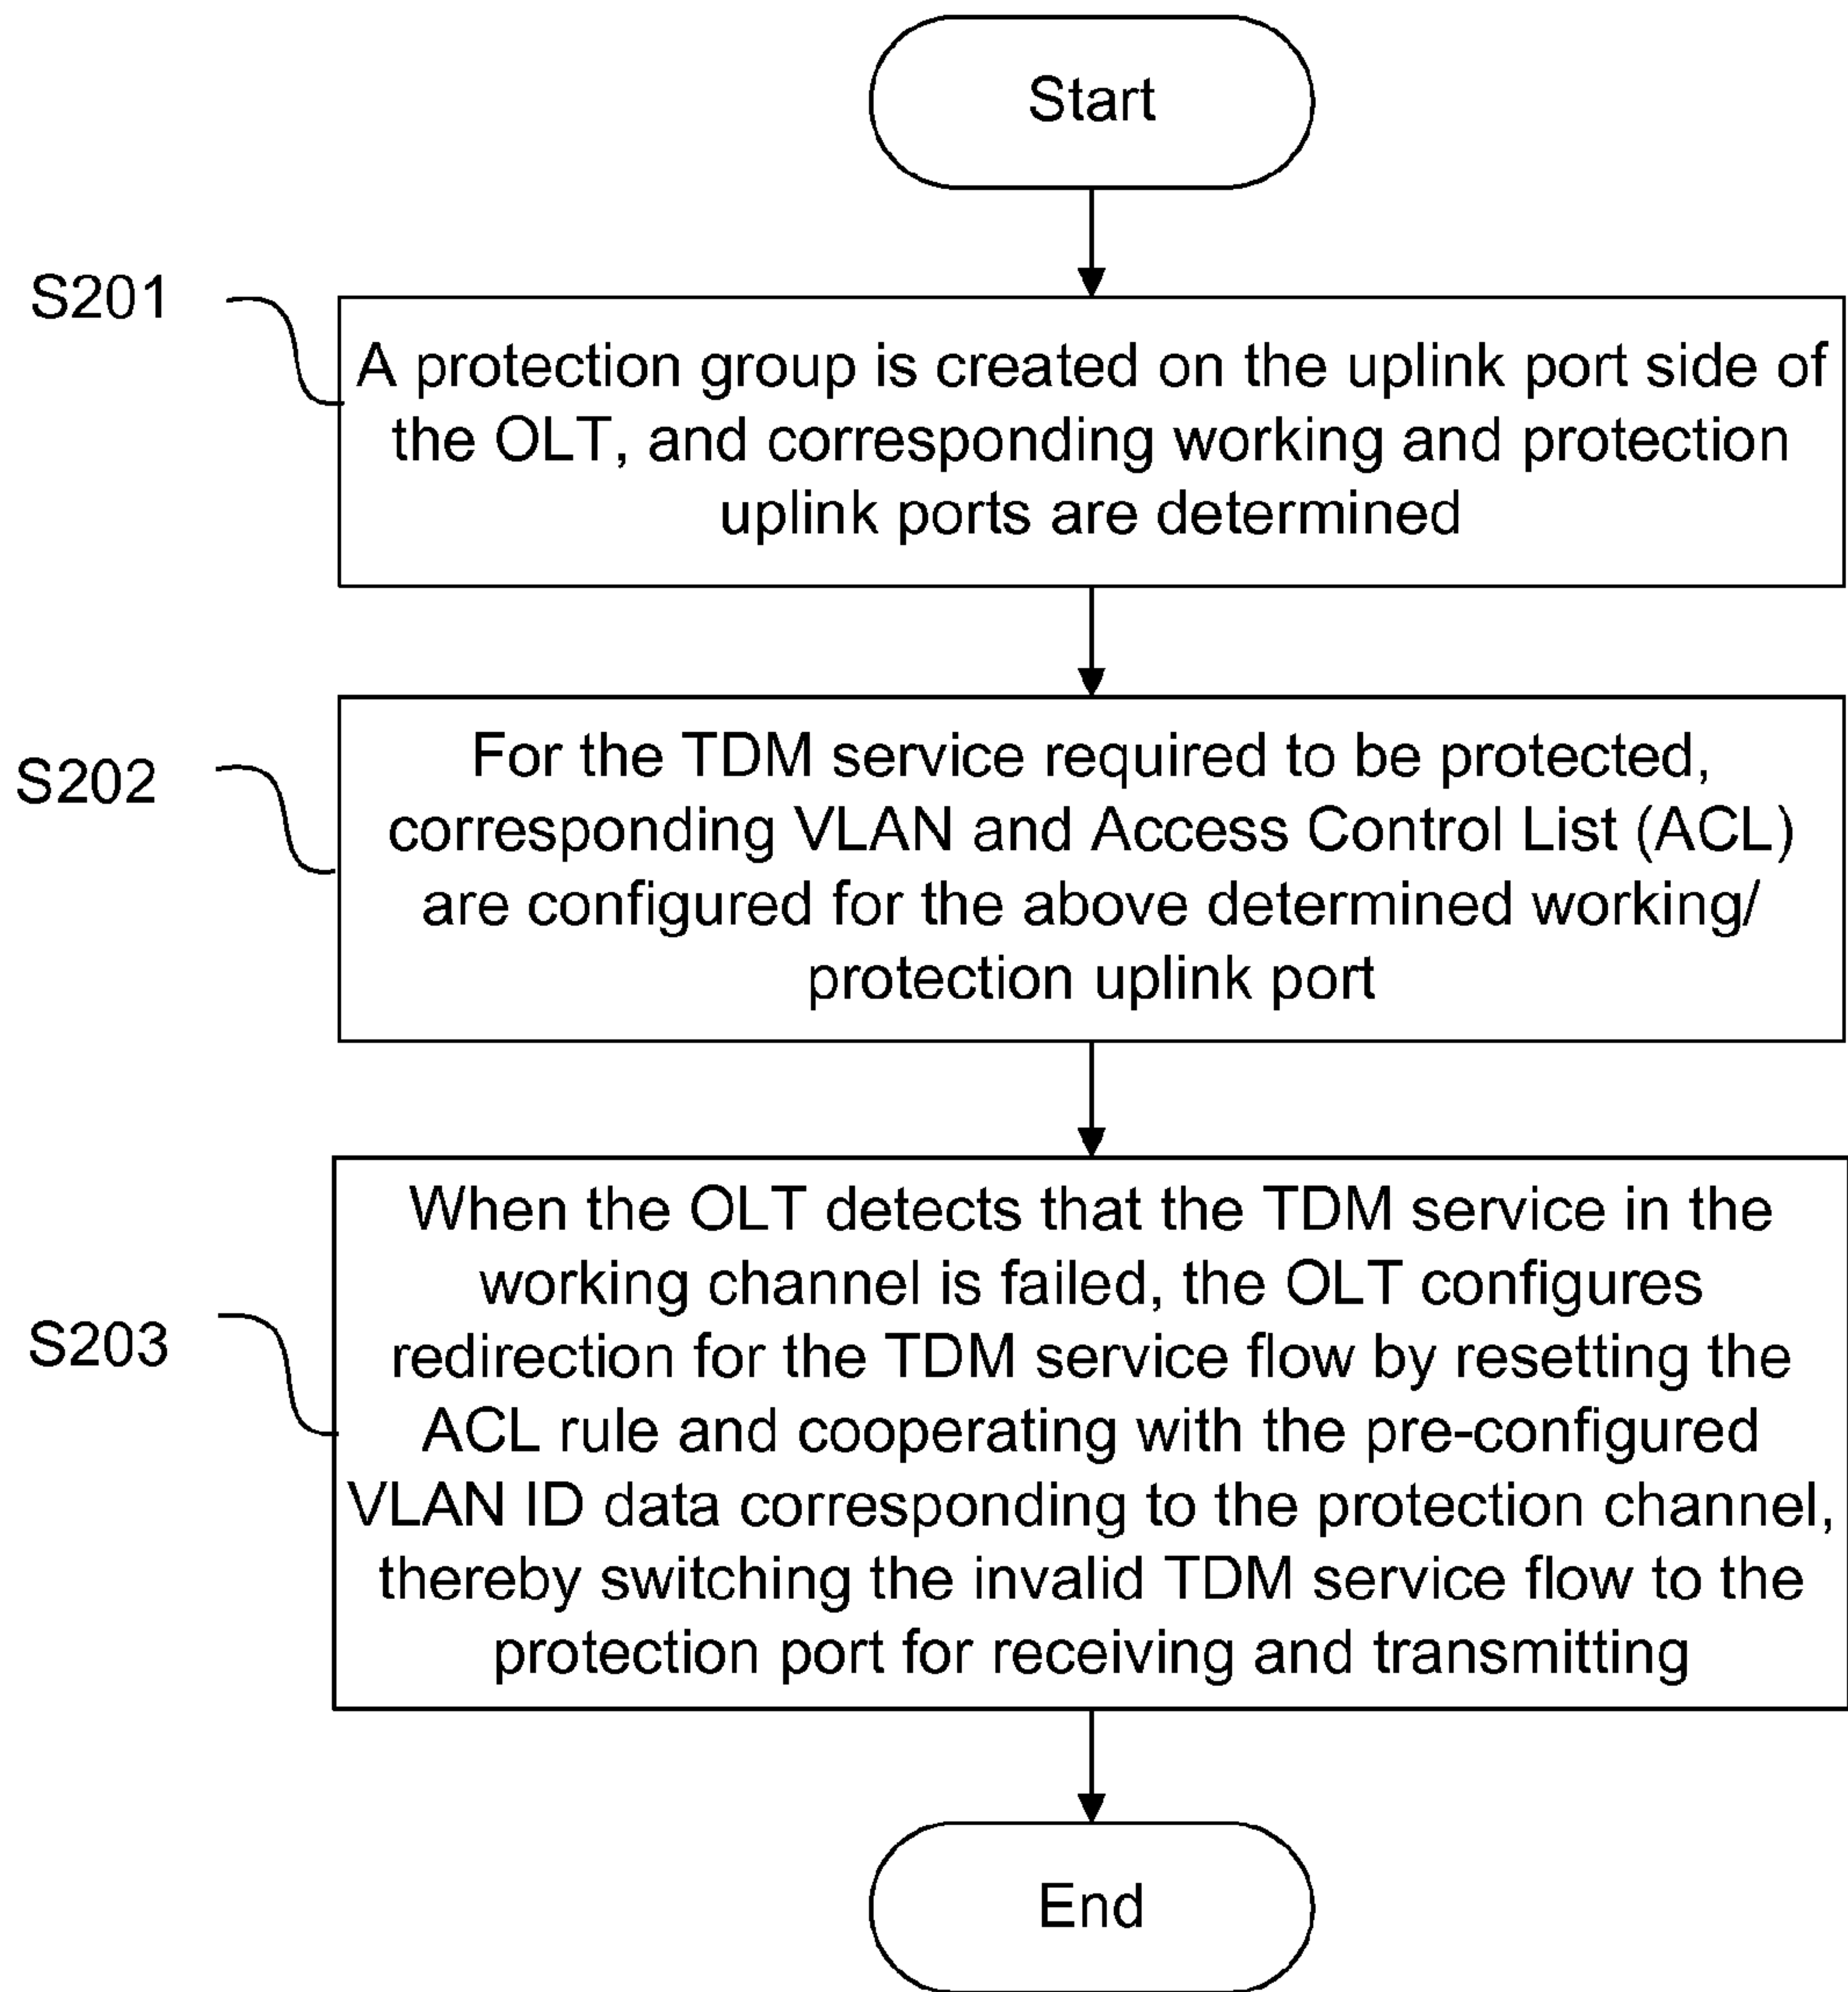 Start
S201
A protection group is created on the uplink port side of
the OLT, and corresponding working and protection
uplink ports are determined
S202
For the TDM service required to be protected,
corresponding VLAN and Access Control List (ACL)
are configured for the above determined working/
protection uplink port
S203
When the OLT detects that the TDM service in the
working channel is failed, the OLT configures
redirection for the TDM service flow by resetting the
ACL rule and cooperating with the pre-configured
VLAN ID data corresponding to the protection channel,
thereby switching the invalid TDM service flow to the
protection port for receiving and transmitting
End